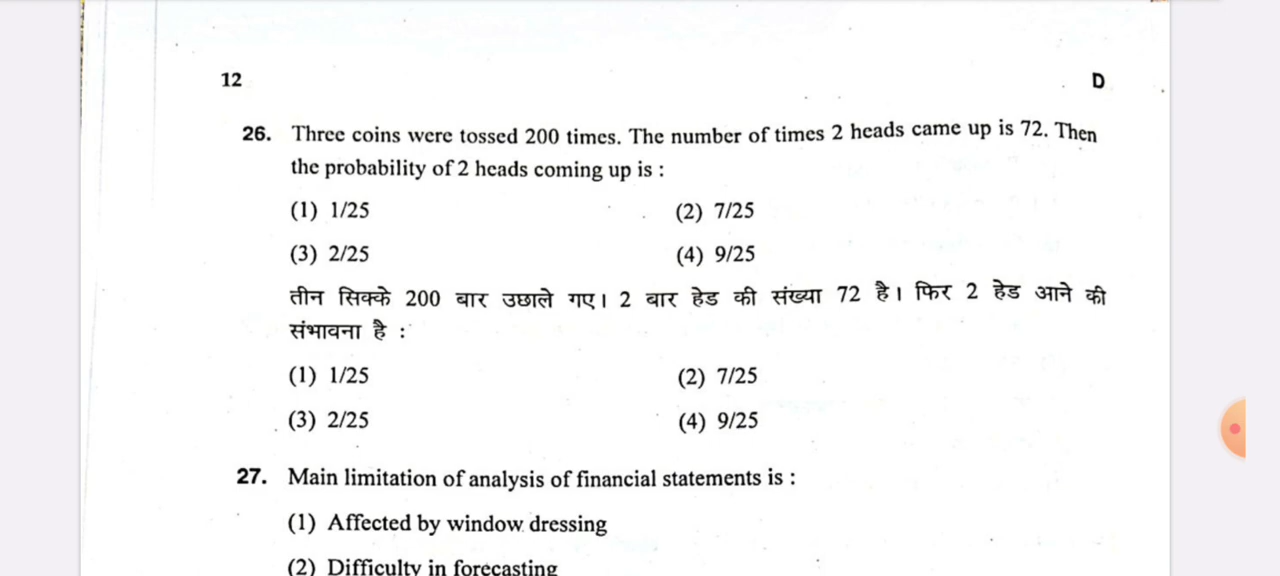 12
D
26. Three coins were tossed 200 times. The number of times 2 heads came up is 72. Then
the probability of 2 heads coming up is :
(1) 1/25 (2) 7/25
(3) 2/25 (4) 9/25
तीन सिक्के 200 बार उछाले गए। 2 बार हेड की संख्या 72 है। फिर 2 हेड आने की
संभावना है :
(1) 1/25 (2) 7/25
(3) 2/25 (4) 9/25
27. Main limitation of analysis of financial statements is :
(1) Affected by window dressing
(2) Difficulty in forecasting